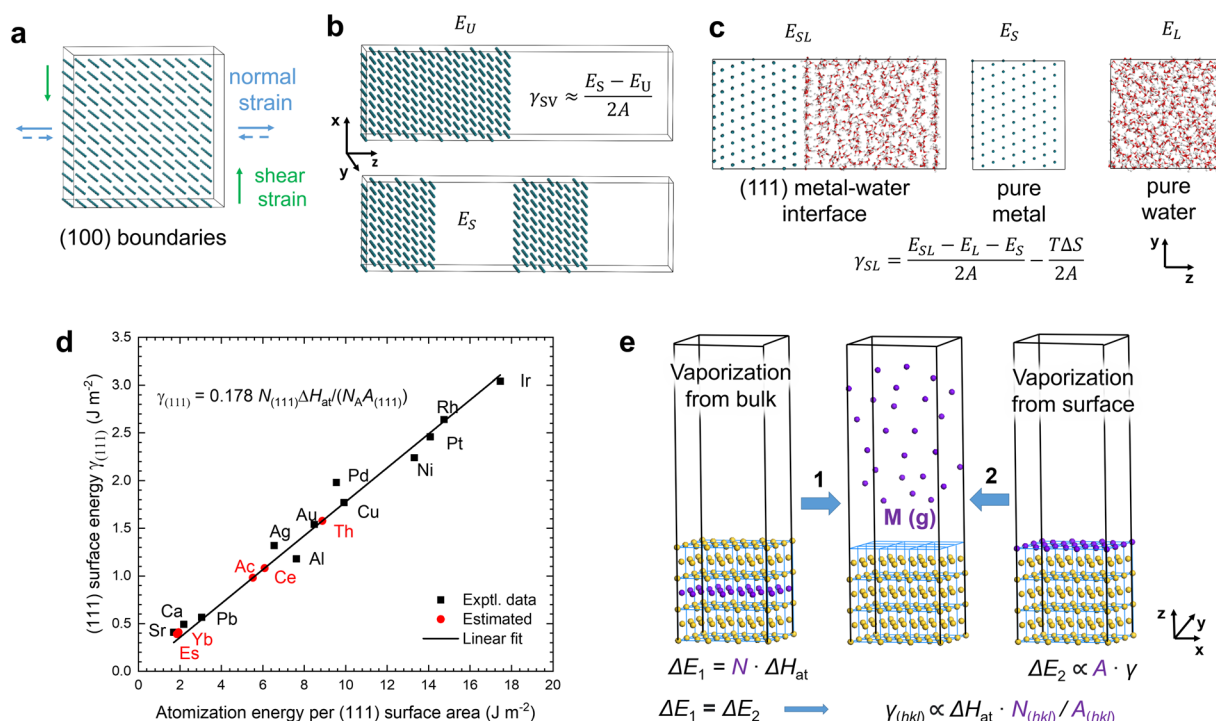 a
normal
strain
shear
strain
(100) boundaries
b
E_U
γ_SV ≈ (E_S − E_U) / 2A
x
z
y
E_S
c
E_SL
E_S
E_L
(111) metal-water
interface
pure
metal
pure
water
γ_SL = (E_SL − E_L − E_S) / 2A − TΔS / 2A
y
z
d
γ(111) = 0.178 N(111)ΔH_at/(N_A A(111))
(111) surface energy γ(111) (J m⁻²)
3.5
3.0
2.5
2.0
1.5
1.0
0.5
0.0
Ir
Rh
Pt
Ni
Pd
Cu
Au
Th
Ag
Al
Ac
Ce
Ca
Pb
Sr
Yb
Es
Exptl. data
Estimated
Linear fit
0 2 4 6 8 10 12 14 16 18 20
Atomization energy per (111) surface area (J m⁻²)
e
Vaporization
from bulk
1
M (g)
2
Vaporization
from surface
z
y
x
ΔE₁ = N · ΔH_at
ΔE₂ ∝ A · γ
ΔE₁ = ΔE₂
γ(hkl) ∝ ΔH_at · N(hkl) / A(hkl)